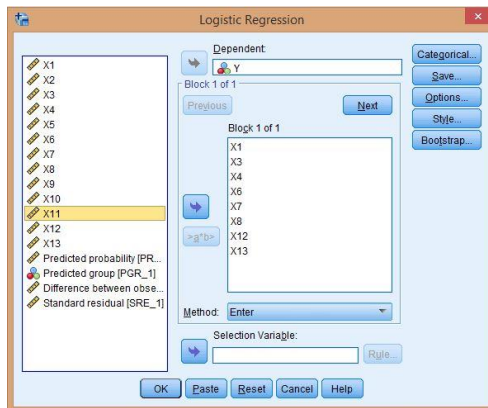 Logistic Regression
X1
X2
X3
X4
X5
X6
X7
X8
X9
X10
X11
X12
X13
Predicted probability [PR...
Predicted group [PGR_1]
Difference between obse...
Standard residual [SRE_1]
Dependent:
Y
Block 1 of 1
Previous
Next
Block 1 of 1
X1
X3
X4
X6
X7
X8
X12
X13
>a*b>
Method: Enter
Selection Variable:
Rule...
Categorical...
Save...
Options...
Style...
Bootstrap...
OK Paste Reset Cancel Help